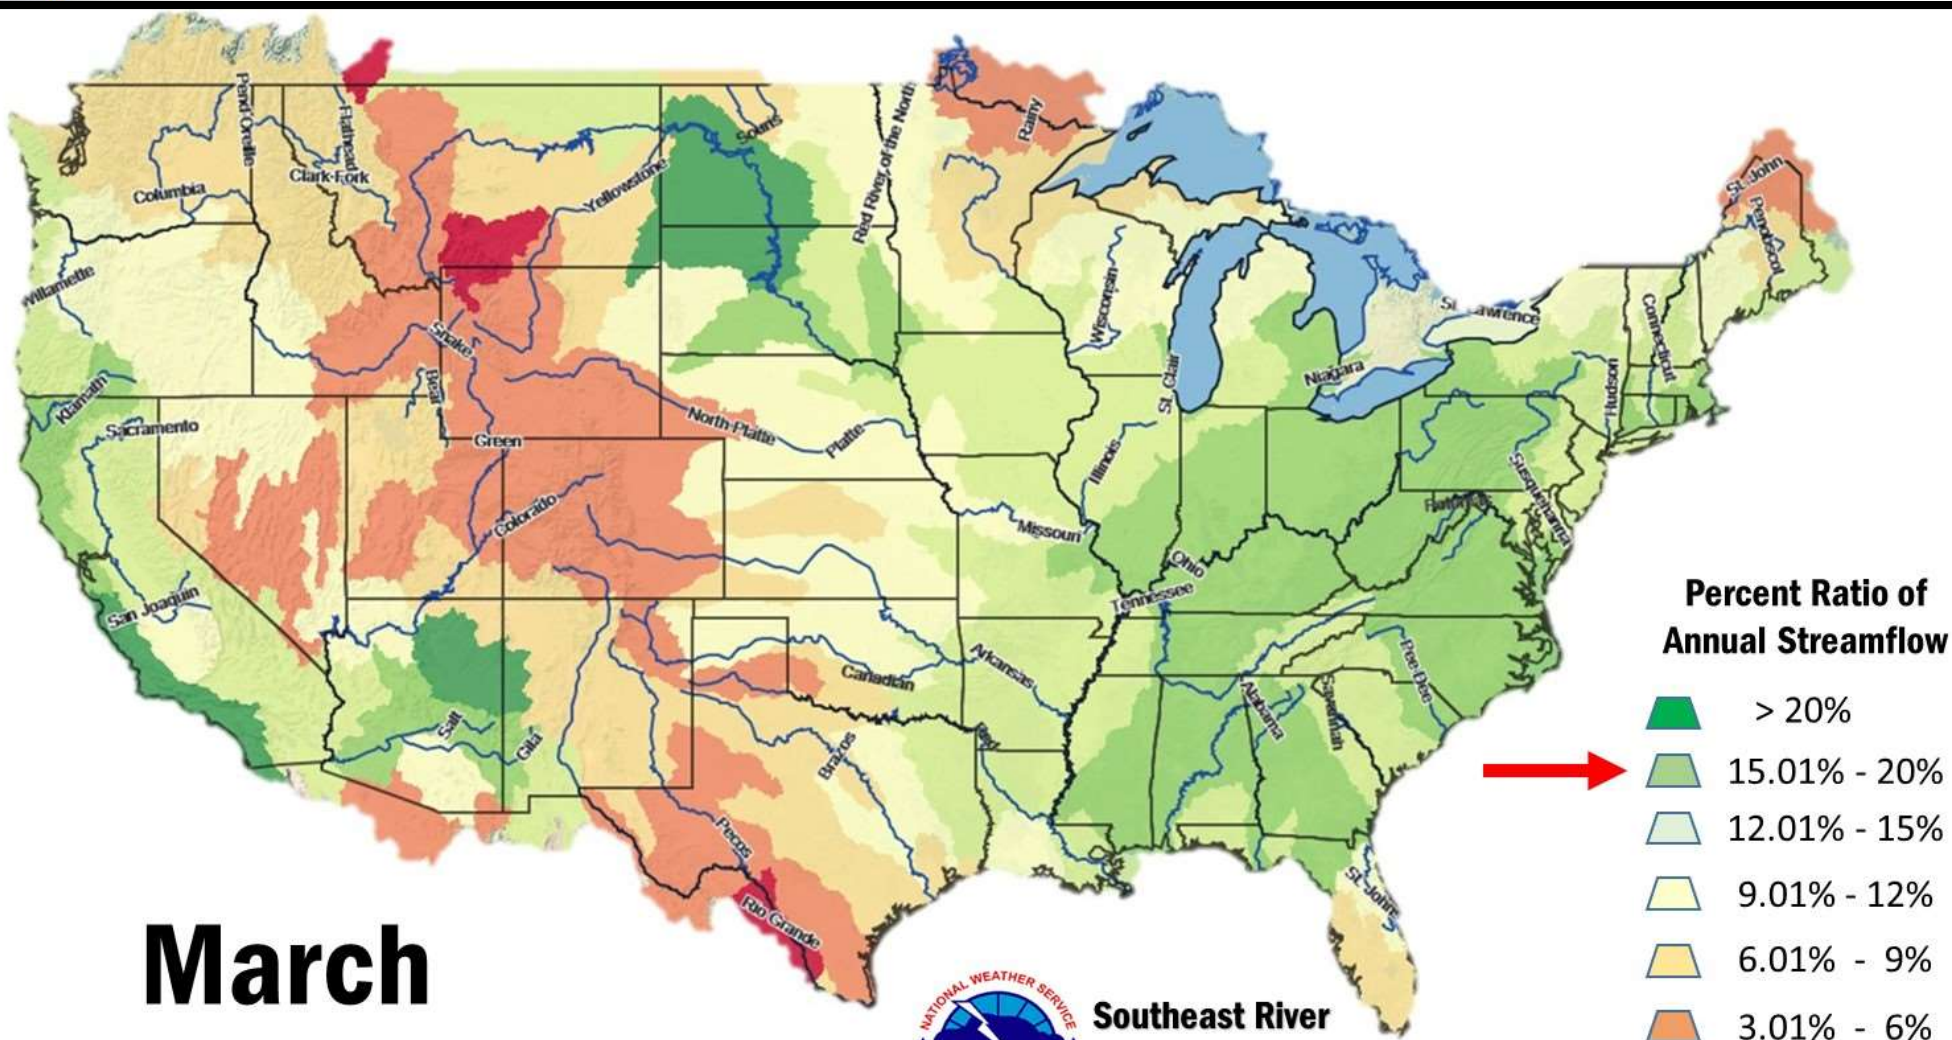 Pend Oreille
Flathead
Clark Fork
Columbia
Willamette
Klamath
Sacramento
San Joaquin
Snake
Bear
Green
Colorado
Salt
Gila
Yellowstone
Souris
Red River of the North
Rainy
North Platte
Platte
Missouri
Wisconsin
St. Clair
Illinois
Niagara
St. Lawrence
St. John
Penobscot
Connecticut
Hudson
Susquehanna
Potomac
Ohio
Tennessee
Arkansas
Canadian
Red
Brazos
Pecos
Rio Grande
Alabama
Savannah
Pee Dee
St. Johns
Percent Ratio of
Annual Streamflow
> 20%
15.01% - 20%
12.01% - 15%
9.01% - 12%
6.01% - 9%
3.01% - 6%
March
NATIONAL WEATHER SERVICE
Southeast River